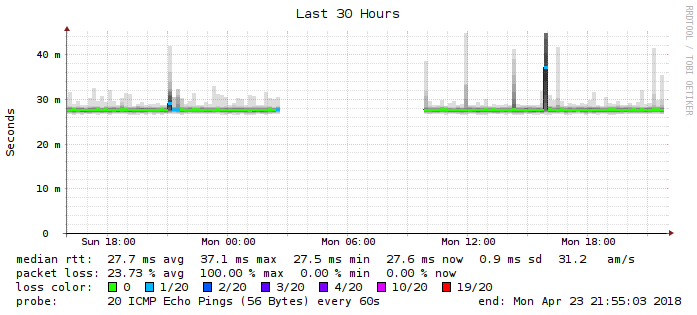 Last 30 Hours
RRDTOOL / TOBI OETIKER
Seconds
40 m
30 m
20 m
10 m
0
Sun 18:00 Mon 00:00 Mon 06:00 Mon 12:00 Mon 18:00
median rtt: 27.7 ms avg 37.1 ms max 27.5 ms min 27.6 ms now 0.9 ms sd 31.2 am/s
packet loss: 23.73 % avg 100.00 % max 0.00 % min 0.00 % now
loss color: 0 1/20 2/20 3/20 4/20 10/20 19/20
probe: 20 ICMP Echo Pings (56 Bytes) every 60s end: Mon Apr 23 21:55:03 2018